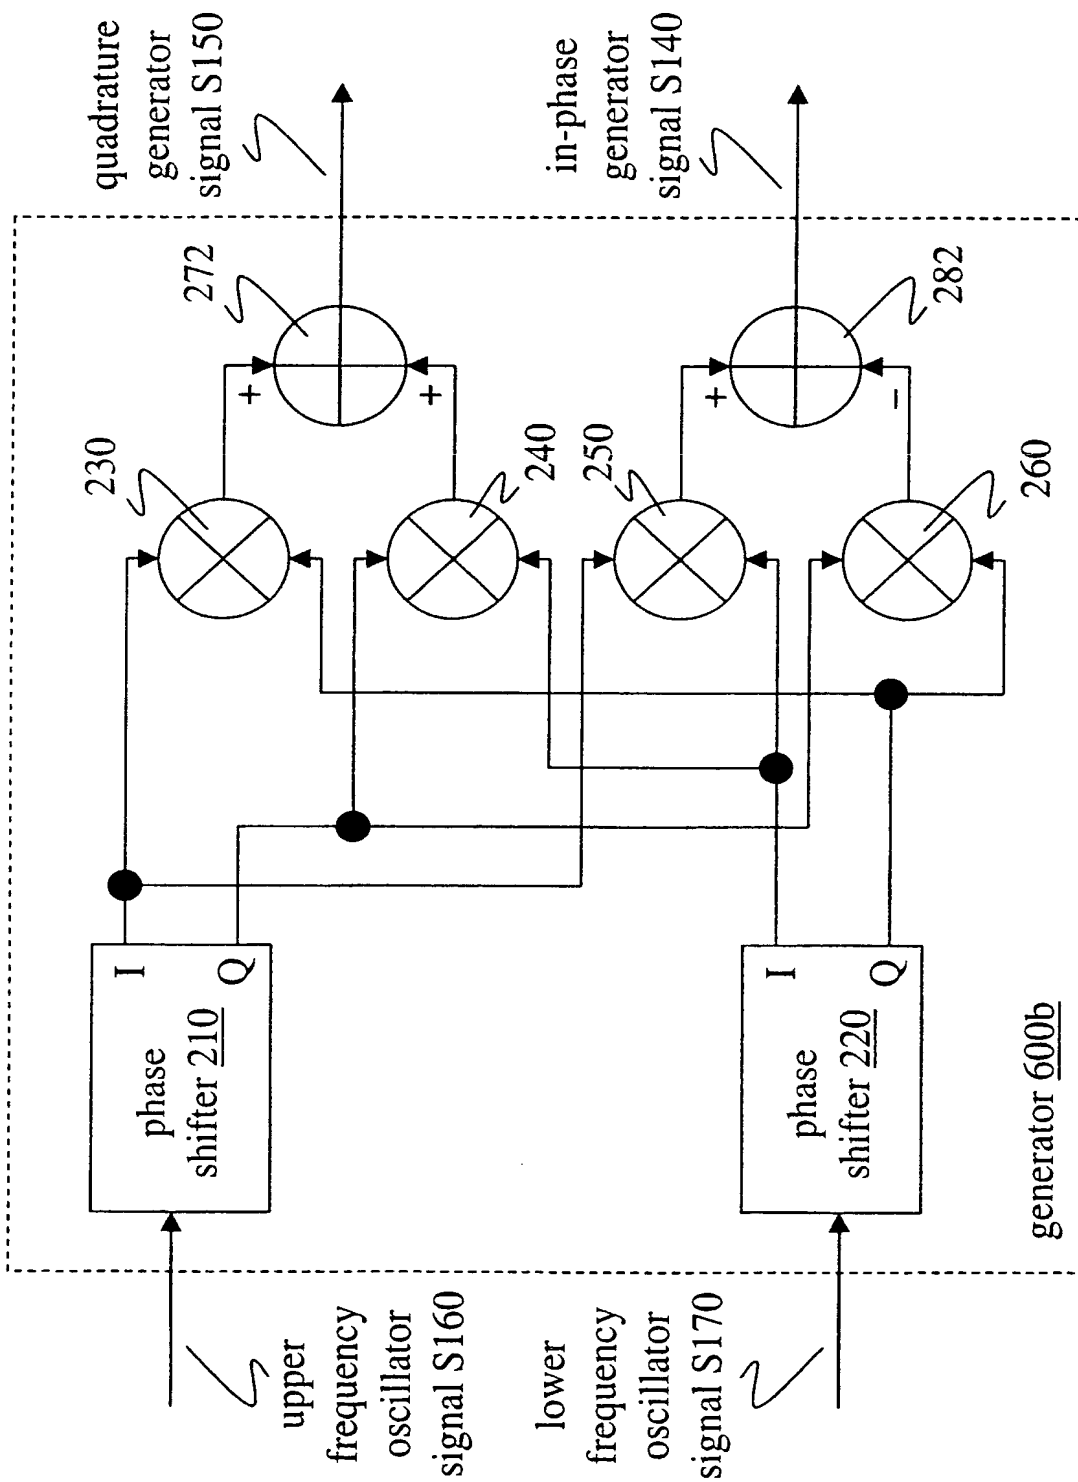 upper
frequency
oscillator
signal S160
lower
frequency
oscillator
signal S170
phase
shifter 210
I
Q
phase
shifter 220
I
Q
generator 600b
230
240
250
260
+
+
+
-
272
282
quadrature
generator
signal S150
in-phase
generator
signal S140